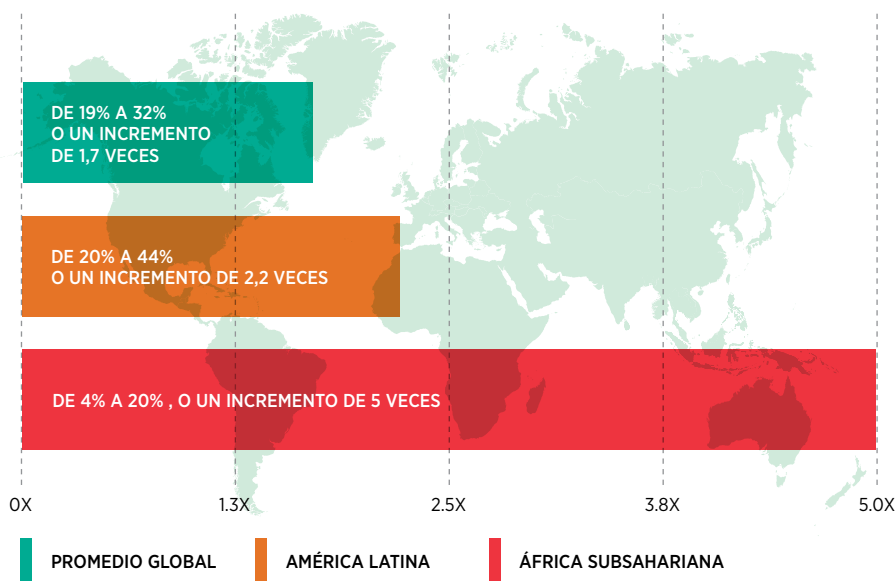 DE 19% A 32%
O UN INCREMENTO
DE 1,7 VECES
DE 20% A 44%
O UN INCREMENTO DE 2,2 VECES
DE 4% A 20% , O UN INCREMENTO DE 5 VECES
0X 1.3X 2.5X 3.8X 5.0X
PROMEDIO GLOBAL AMÉRICA LATINA ÁFRICA SUBSAHARIANA